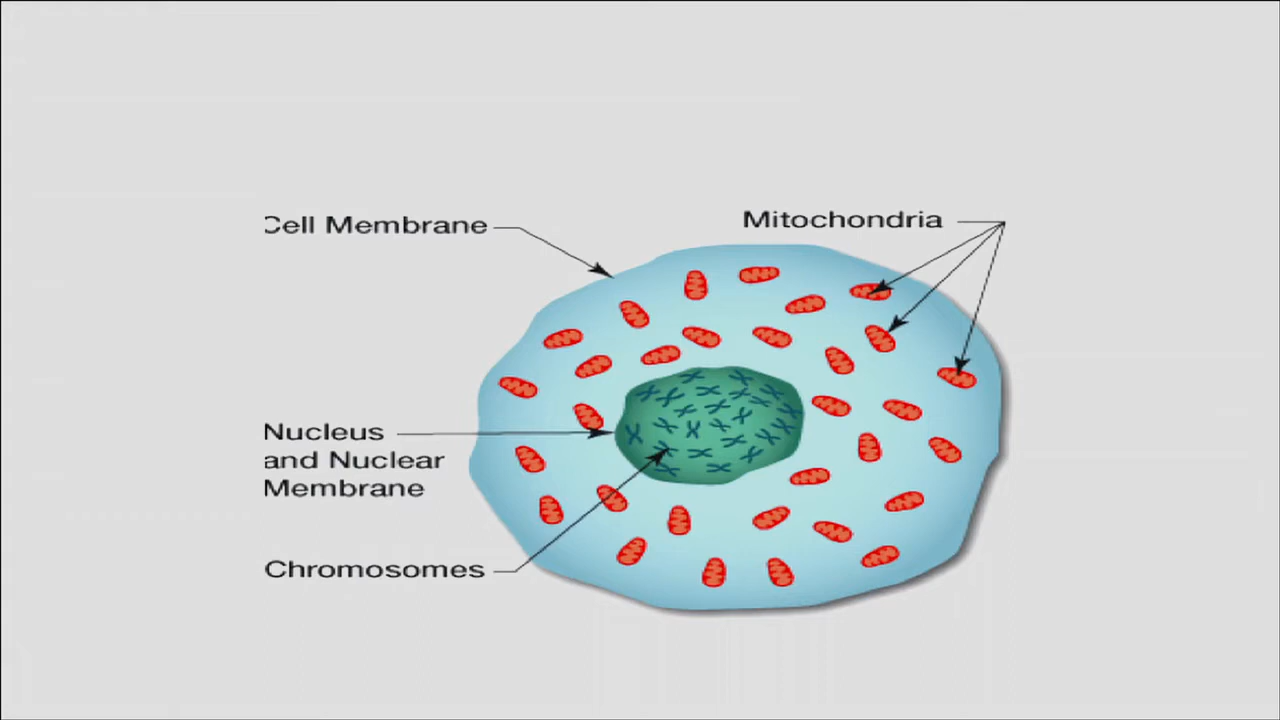 Cell Membrane
Mitochondria
Nucleus
and Nuclear
Membrane
Chromosomes